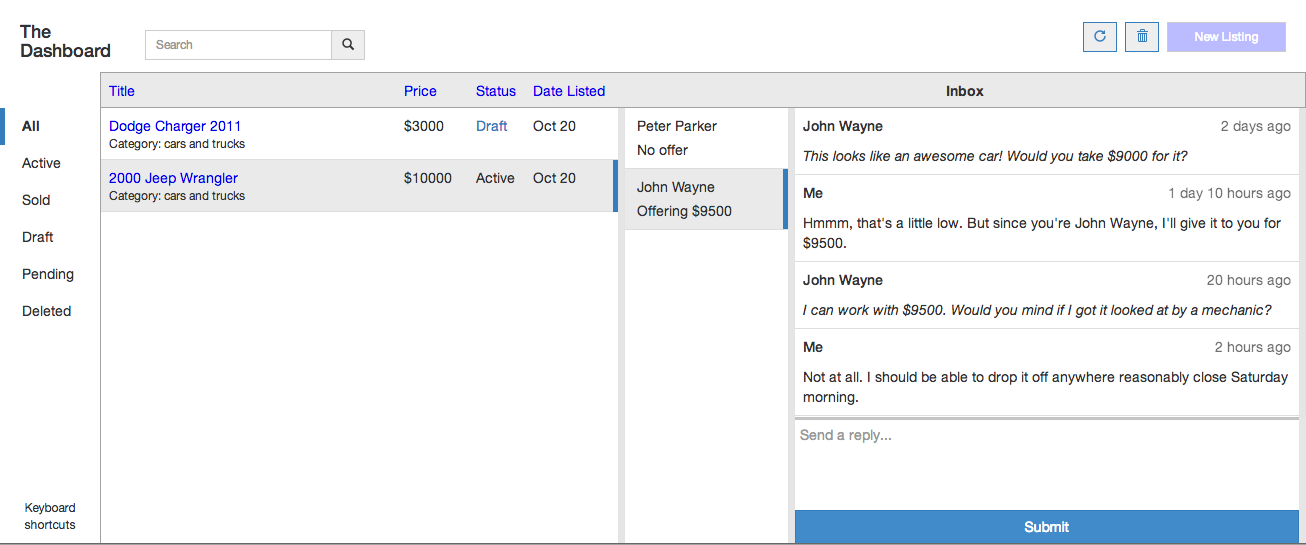 The
Dashboard
Search
New Listing
Title Price Status Date Listed Inbox
All
Active
Sold
Draft
Pending
Deleted
Keyboard
shortcuts
Dodge Charger 2011 $3000 Draft Oct 20
Category: cars and trucks
2000 Jeep Wrangler $10000 Active Oct 20
Category: cars and trucks
Peter Parker
No offer
John Wayne
Offering $9500
John Wayne 2 days ago
This looks like an awesome car! Would you take $9000 for it?
Me 1 day 10 hours ago
Hmmm, that's a little low. But since you're John Wayne, I'll give it to you for
$9500.
John Wayne 20 hours ago
I can work with $9500. Would you mind if I got it looked at by a mechanic?
Me 2 hours ago
Not at all. I should be able to drop it off anywhere reasonably close Saturday
morning.
Send a reply...
Submit